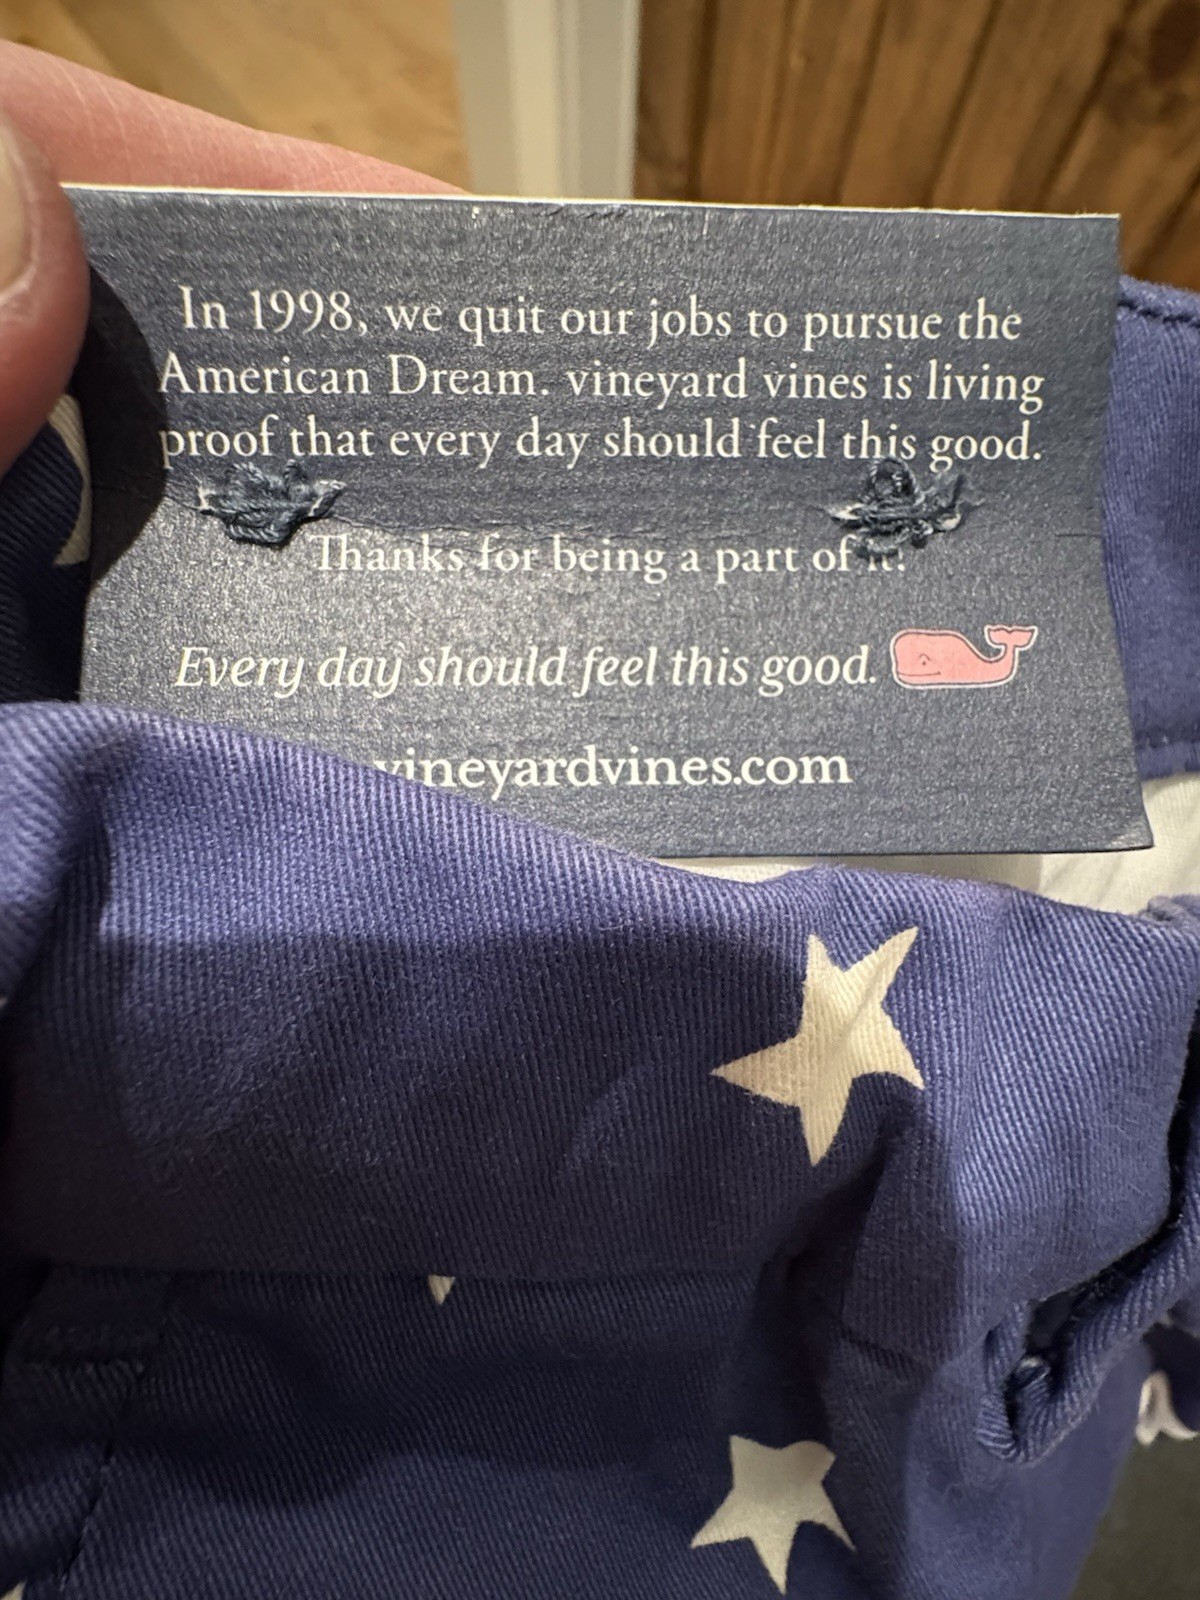 In 1998, we quit our jobs to pursue the
American Dream. vineyard vines is living
proof that every day should feel this good.
Thanks for being a part of it!
Every day should feel this good.
vineyardvines.com